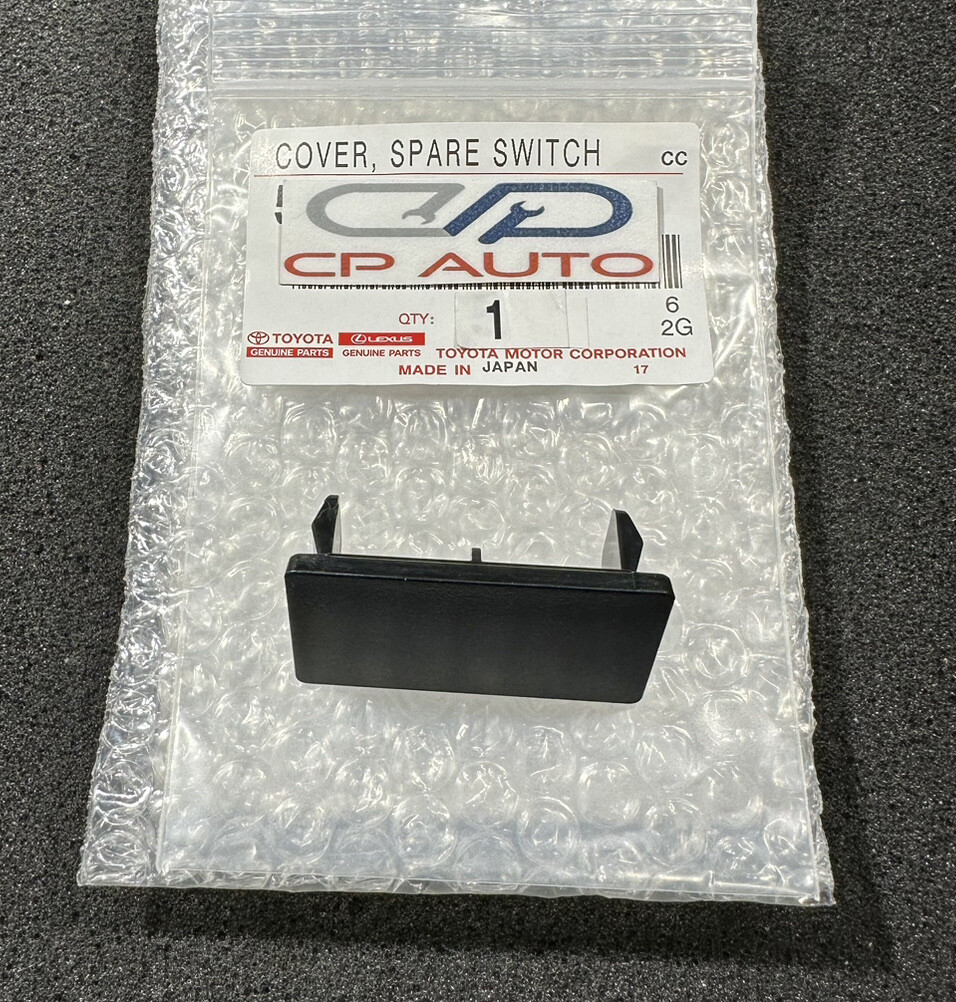 COVER, SPARE SWITCH CC
CP AUTO
6
QTY: 1
2G
TOYOTA LEXUS
GENUINE PARTS GENUINE PARTS TOYOTA MOTOR CORPORATION
MADE IN JAPAN 17